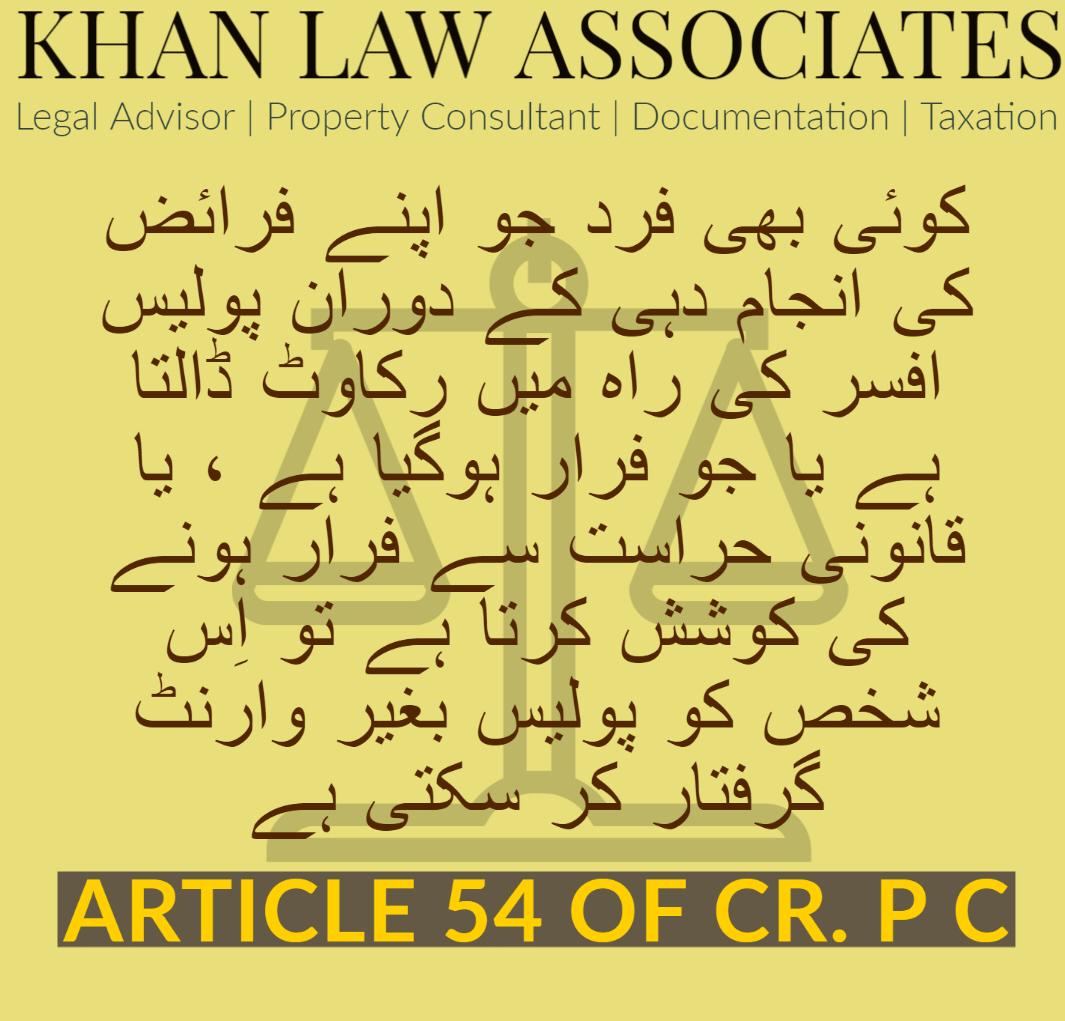 KHAN LAW ASSOCIATES
Legal Advisor | Property Consultant | Documentation | Taxation
کوئی بھی فرد جو اپنے فرائض
کی انجام دہی کے دوران پولیس
افسر کی راہ میں رکاوٹ ڈالتا
ہے یا جو فرار ہوگیا ہے ، یا
قانونی حراست سے فرار ہونے
کی کوشش کرتا ہے تو اِس
شخص کو پولیس بغیر وارنٹ
گرفتار کر سکتی ہے
ARTICLE 54 OF CR. P C